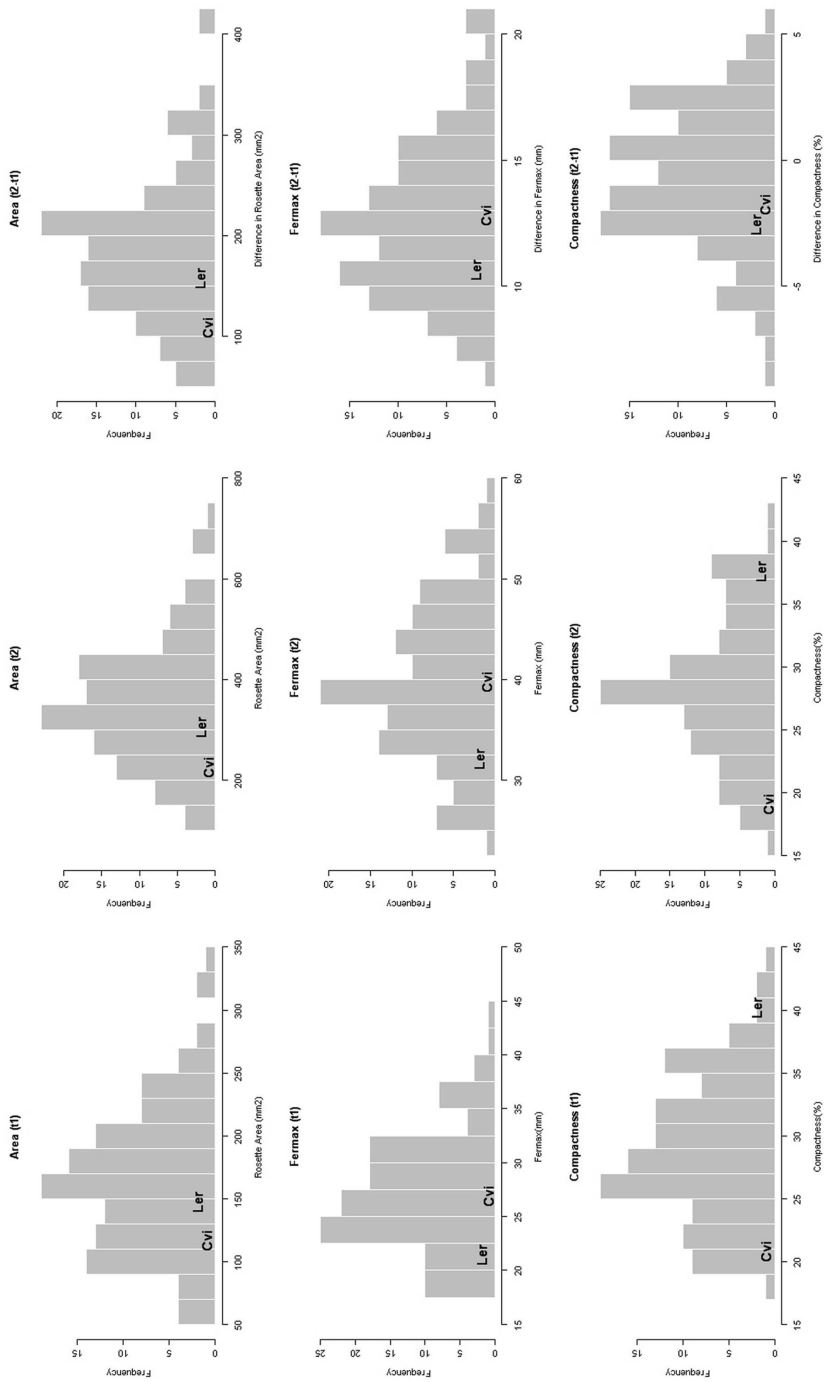 Area (t1)
15
10
5
0
Frequency
Cvi
Ler
50 100 150 200 250 300 350
Rosette Area (mm2)
Area (t2)
20
15
10
5
0
Frequency
Cvi
Ler
200 400 600 800
Rosette Area (mm2)
Area (t2-t1)
20
15
10
5
0
Frequency
Cvi
Ler
100 200 300 400
Difference in Rosette Area (mm2)
Fermax (t1)
25
20
15
10
5
0
Frequency
Ler
Cvi
15 20 25 30 35 40 45 50
Fermax(mm)
Fermax (t2)
20
15
10
5
0
Frequency
Ler
Cvi
30 40 50 60
Fermax (mm)
Fermax (t2-t1)
15
10
5
0
Frequency
Ler
Cvi
10 15 20
Difference in Fermax (mm)
Compactness (t1)
15
10
5
0
Frequency
Cvi
Ler
15 20 25 30 35 40 45
Compactness(%)
Compactness (t2)
25
20
15
10
5
0
Frequency
Cvi
Ler
15 20 25 30 35 40 45
Compactness(%)
Compactness (t2-t1)
15
10
5
0
Frequency
Ler
Cvi
-5 0 5
Difference in Compactness (%)